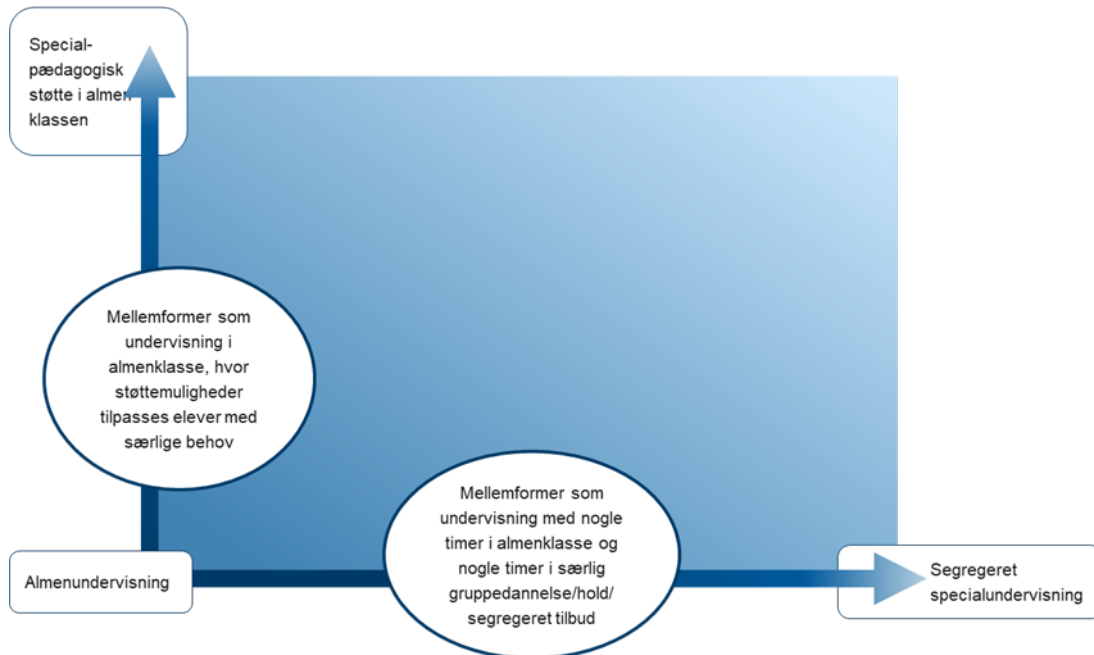 Special-
pædagogisk
støtte i almen
klassen
Mellemformer som
undervisning i
almenklasse, hvor
støttemuligheder
tilpasses elever med
særlige behov
Mellemformer som
undervisning med nogle
timer i almenklasse og
nogle timer i særlig
gruppedannelse/hold/
segregeret tilbud
Almenundervisning
Segregeret
specialundervisning